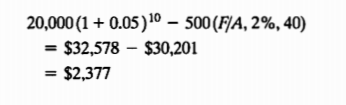 20,000(1 + 0.05)¹⁰ − 500(F/A, 2%, 40)
= $32,578 − $30,201
= $2,377